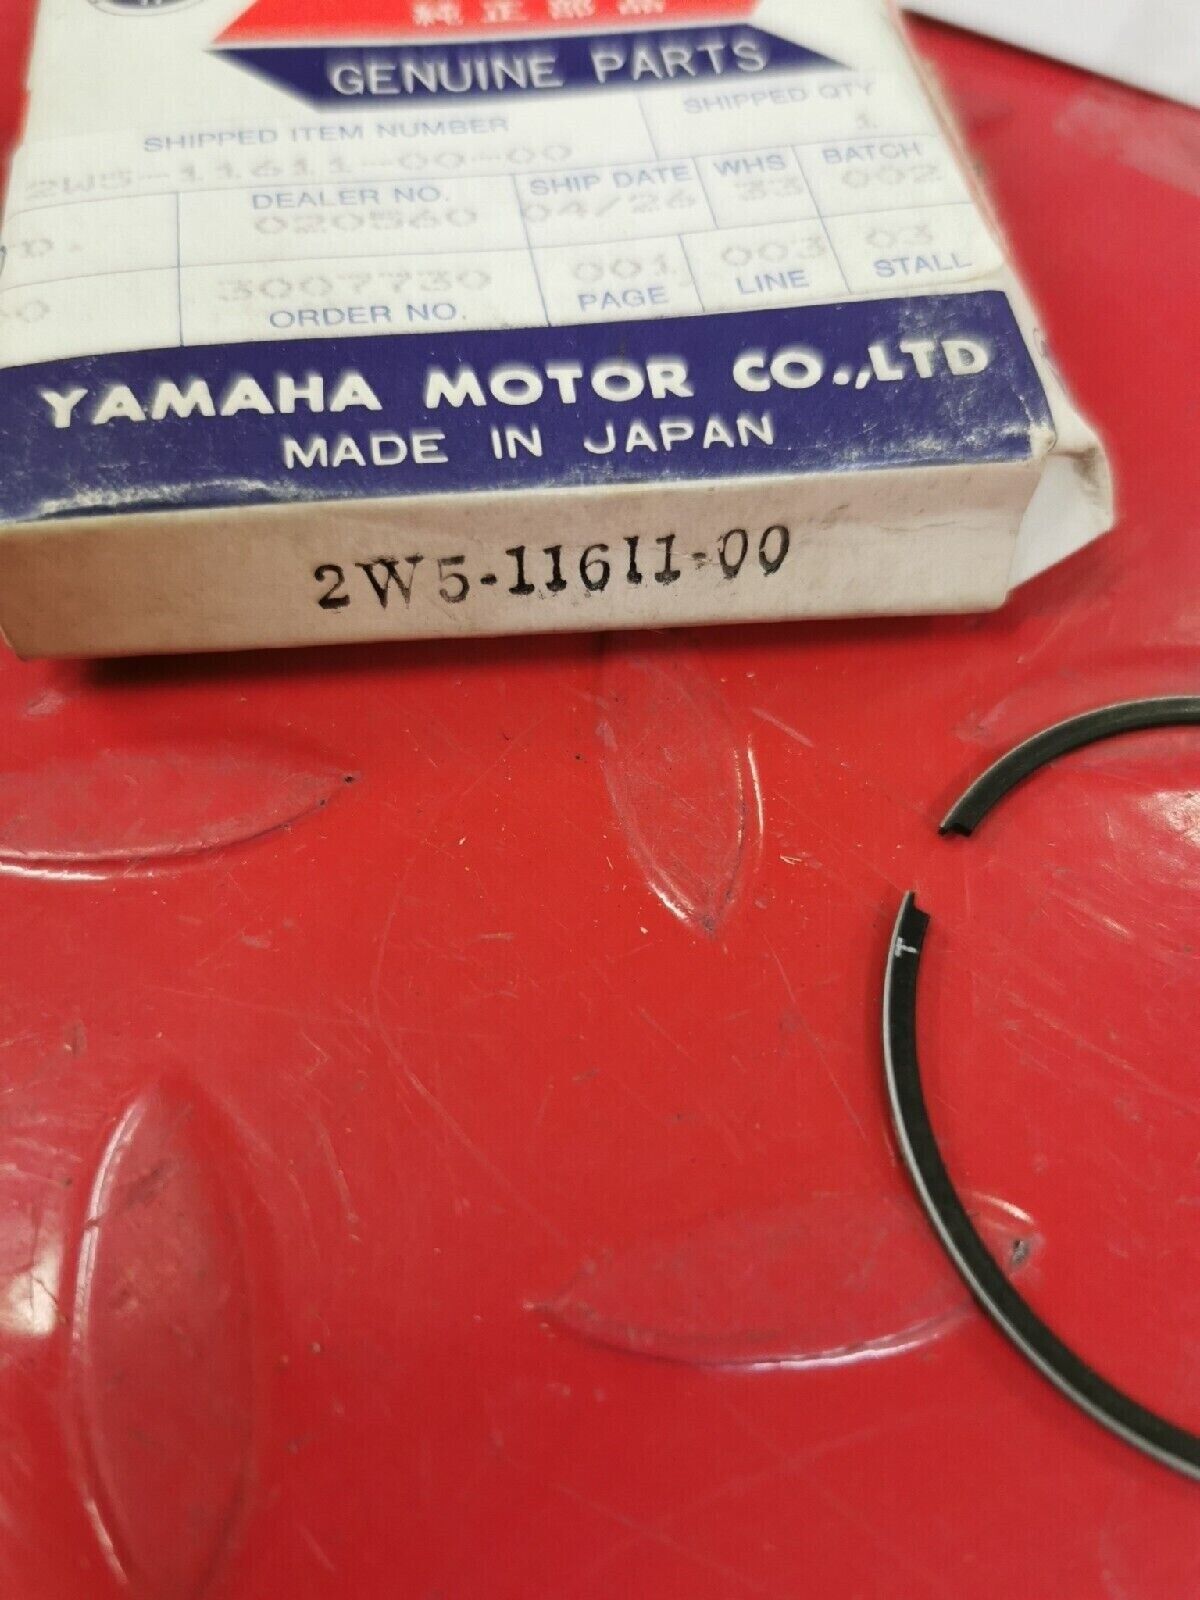 純正部品
GENUINE PARTS
SHIPPED ITEM NUMBER SHIPPED QTY
2W5-11611-00-00 1
DEALER NO. SHIP DATE WHS BATCH
D. 020560 04/26 33 002
0 3007730 001 003 03
ORDER NO. PAGE LINE STALL
YAMAHA MOTOR CO.,LTD
MADE IN JAPAN
2W5-11611-00
T